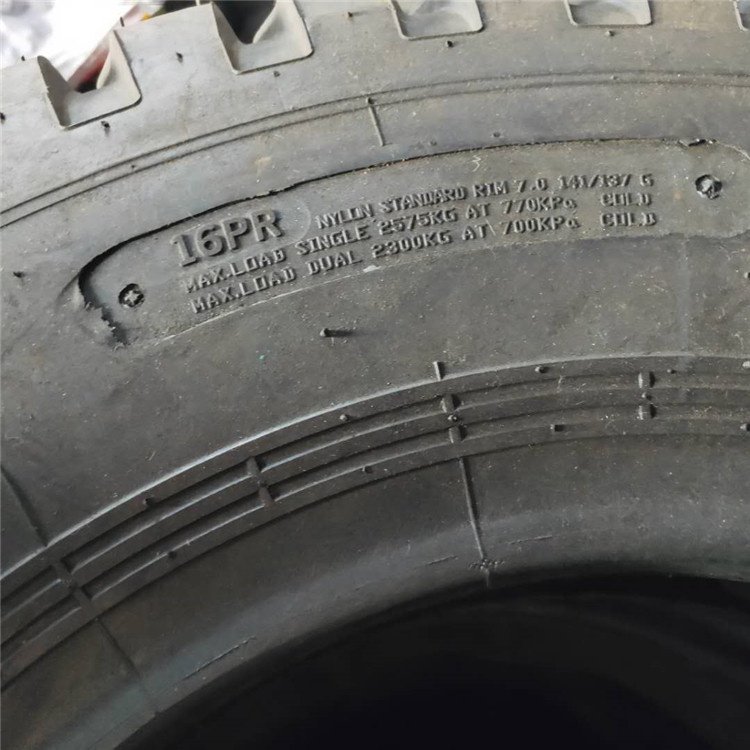 16PR NYLON STANDARD RIM 7.0 141/137 G
MAX.LOAD SINGLE 2575KG AT 770KPa COLD
MAX.LOAD DUAL 2300KG AT 700KPa COLD